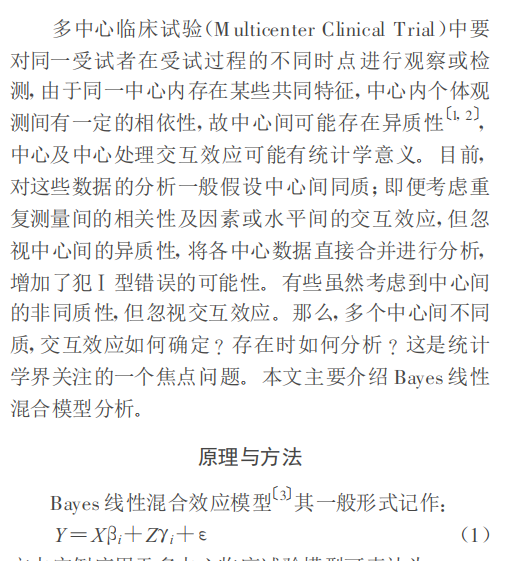 多中心临床试验(Multicenter Clinical Trial)中要
对同一受试者在受试过程的不同时点进行观察或检
测,由于同一中心内存在某些共同特征,中心内个体观
测间有一定的相依性,故中心间可能存在异质性〔1,2〕,
中心及中心处理交互效应可能有统计学意义。目前,
对这些数据的分析一般假设中心间同质;即便考虑重
复测量间的相关性及因素或水平间的交互效应,但忽
视中心间的异质性,将各中心数据直接合并进行分析,
增加了犯Ⅰ型错误的可能性。有些虽然考虑到中心间
的非同质性,但忽视交互效应。那么,多个中心间不同
质,交互效应如何确定?存在时如何分析?这是统计
学界关注的一个焦点问题。本文主要介绍Bayes线性
混合模型分析。
原理与方法
Bayes线性混合效应模型〔3〕其一般形式记作:
Y=Xβi+Zγi+ε (1)